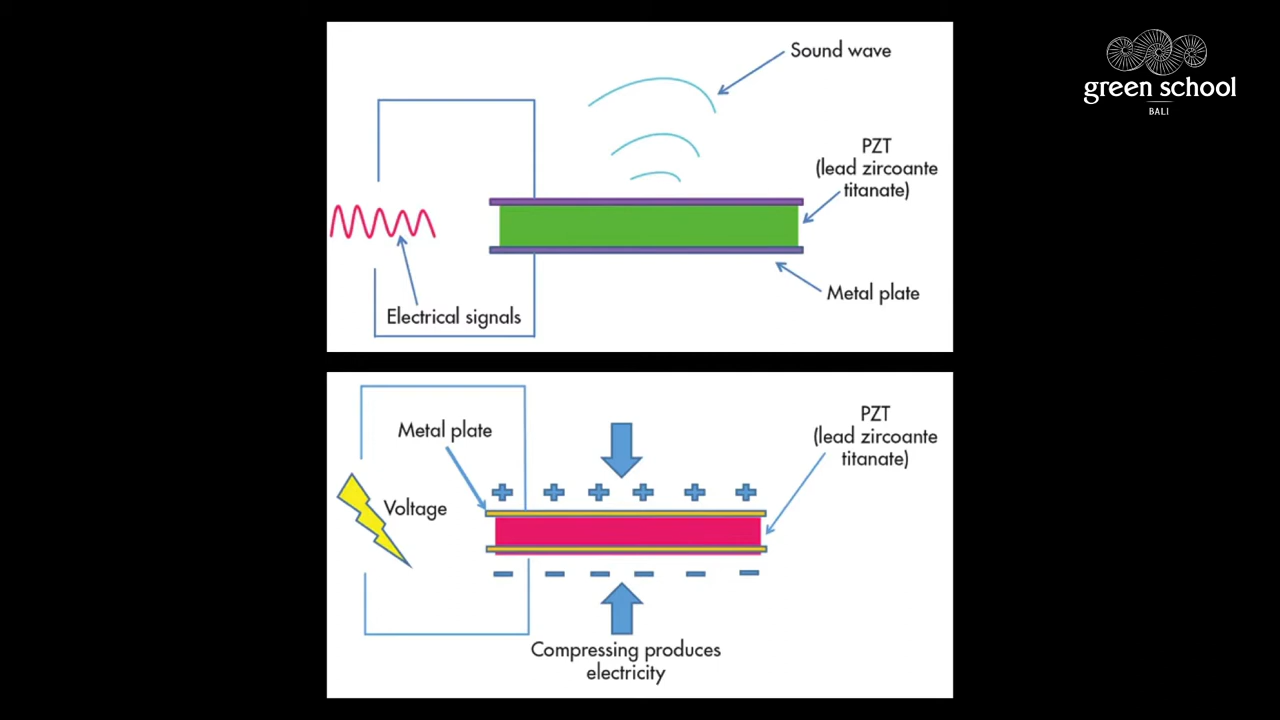 green school
BALI
Sound wave
PZT
(lead zircoante
titanate)
Metal plate
Electrical signals
PZT
(lead zircoante
titanate)
Metal plate
Voltage
Compressing produces
electricity